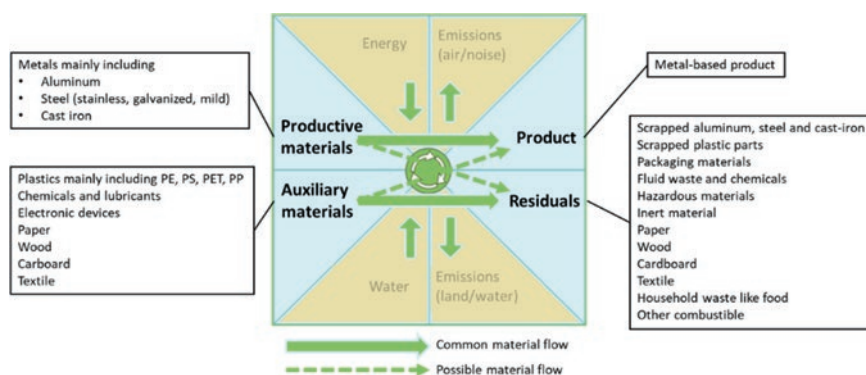 Metals mainly including
• Aluminum
• Steel (stainless, galvanized, mild)
• Cast iron
Plastics mainly including PE, PS, PET, PP
Chemicals and lubricants
Electronic devices
Paper
Wood
Carboard
Textile
Energy
Emissions
(air/noise)
Productive
materials
Product
Auxiliary
materials
Residuals
Water
Emissions
(land/water)
Metal-based product
Scrapped aluminum, steel and cast-iron
Scrapped plastic parts
Packaging materials
Fluid waste and chemicals
Hazardous materials
Inert material
Paper
Wood
Cardboard
Textile
Household waste like food
Other combustible
Common material flow
Possible material flow